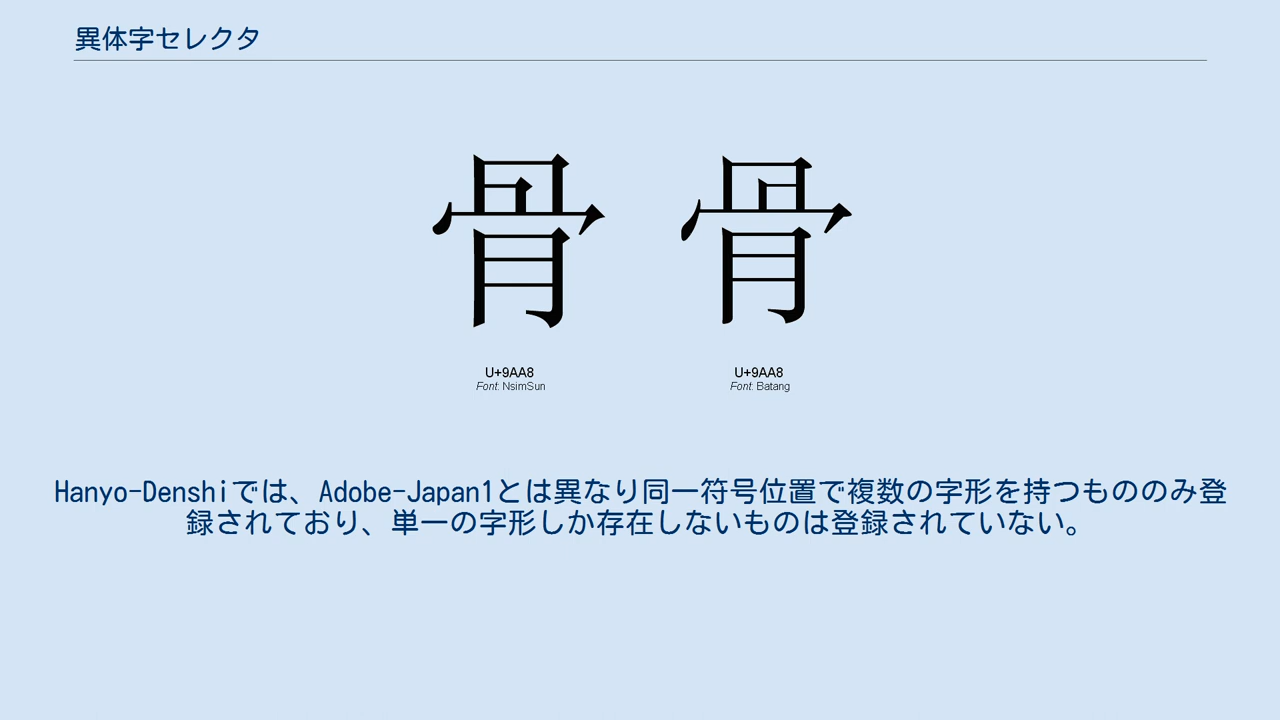 異体字セレクタ
骨 骨
U+9AA8 U+9AA8
Font: NsimSun Font: Batang
Hanyo-Denshiでは、Adobe-Japan1とは異なり同一符号位置で複数の字形を持つもののみ登
録されており、単一の字形しか存在しないものは登録されていない。